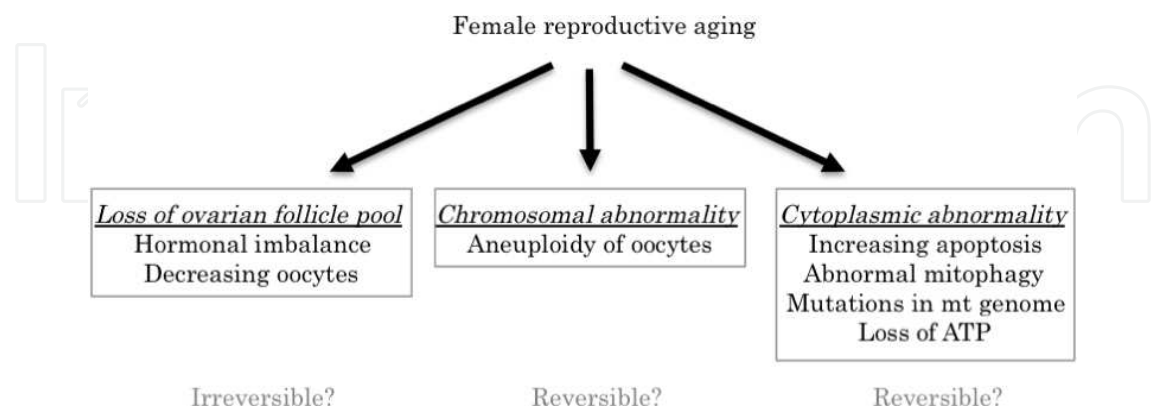 Female reproductive aging
Loss of ovarian follicle pool
Hormonal imbalance
Decreasing oocytes
Chromosomal abnormality
Aneuploidy of oocytes
Cytoplasmic abnormality
Increasing apoptosis
Abnormal mitophagy
Mutations in mt genome
Loss of ATP
Irreversible?
Reversible?
Reversible?